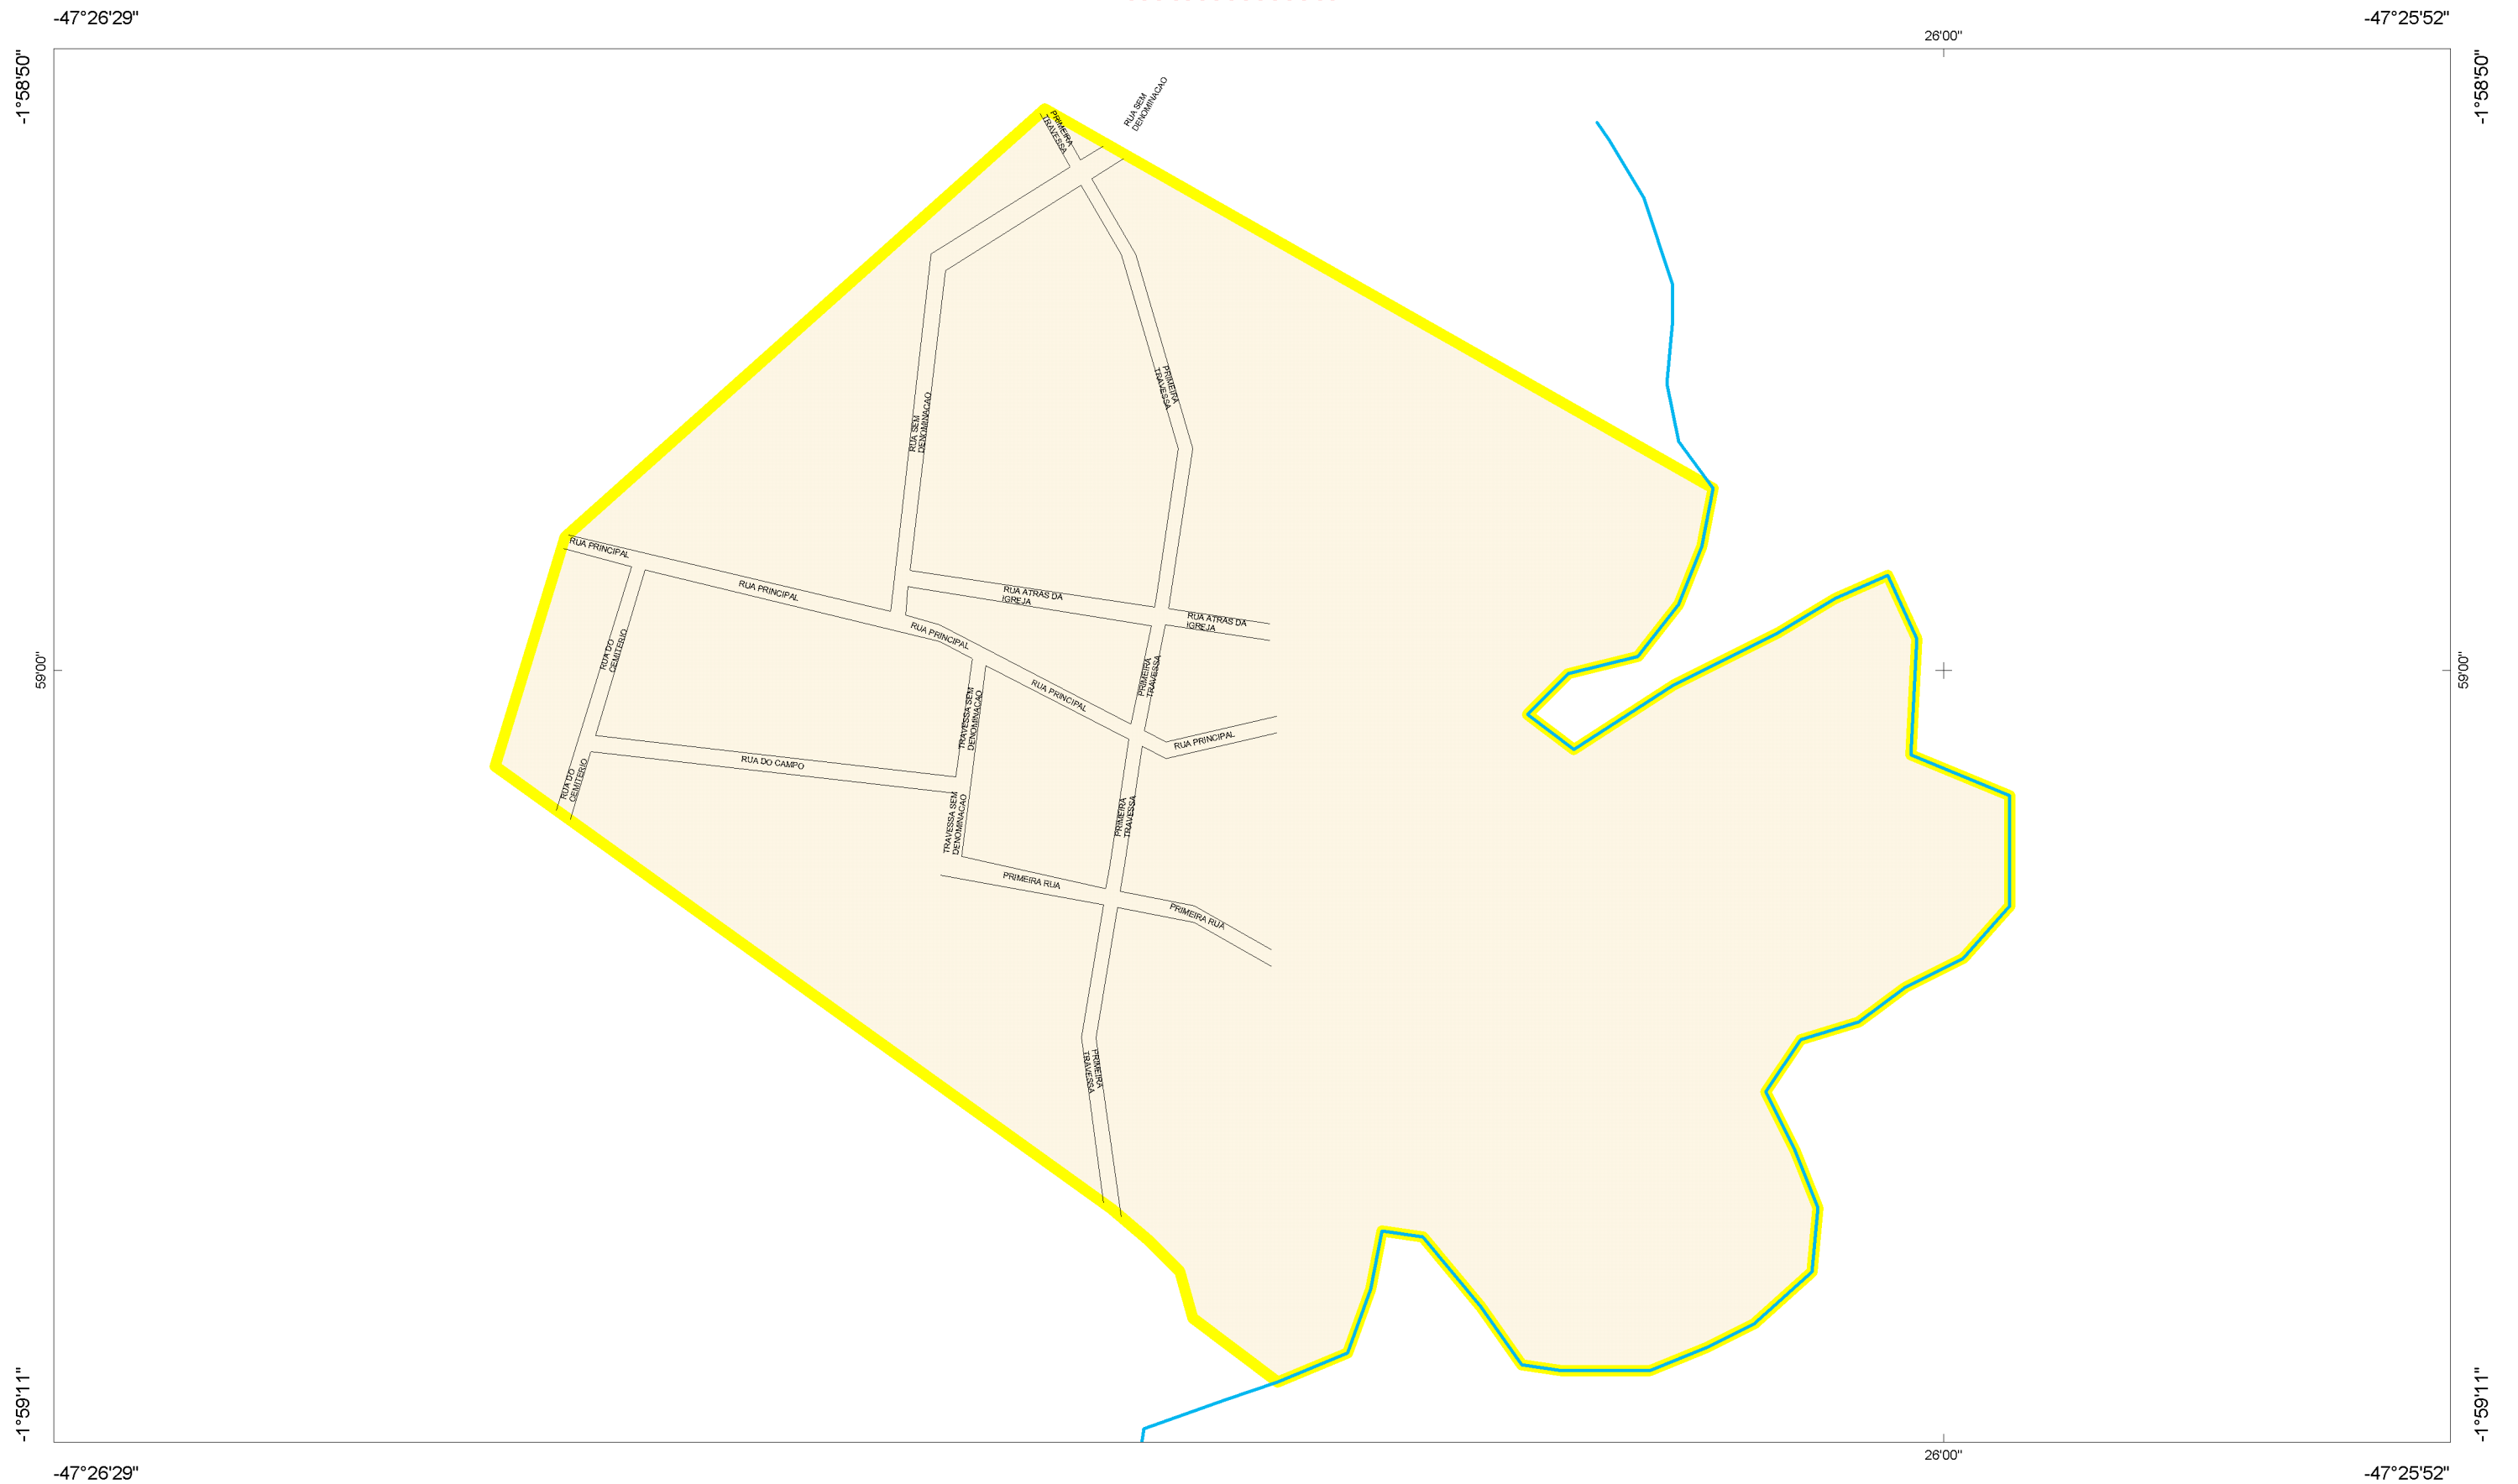 -47°26'29"
-47°25'52"
26'00"
-1°58'50"
-1°58'50"
RUA SEM
DENOMINACAO
PRIMEIRA
TRAVESSA
PRIMEIRA
TRAVESSA
RUA SEM
DENOMINACAO
RUA PRINCIPAL
RUA PRINCIPAL
RUA ATRAS DA
IGREJA
RUA ATRAS DA
IGREJA
RUA PRINCIPAL
RUA DO
CEMITERIO
59'00"
59'00"
PRIMEIRA
TRAVESSA
RUA PRINCIPAL
TRAVESSA SEM
DENOMINACAO
RUA PRINCIPAL
RUA DO CAMPO
RUA DO
CEMITERIO
PRIMEIRA
TRAVESSA
TRAVESSA SEM
DENOMINACAO
PRIMEIRA RUA
PRIMEIRA RUA
PRIMEIRA
TRAVESSA
-1°59'11"
-1°59'11"
26'00"
-47°26'29"
-47°25'52"